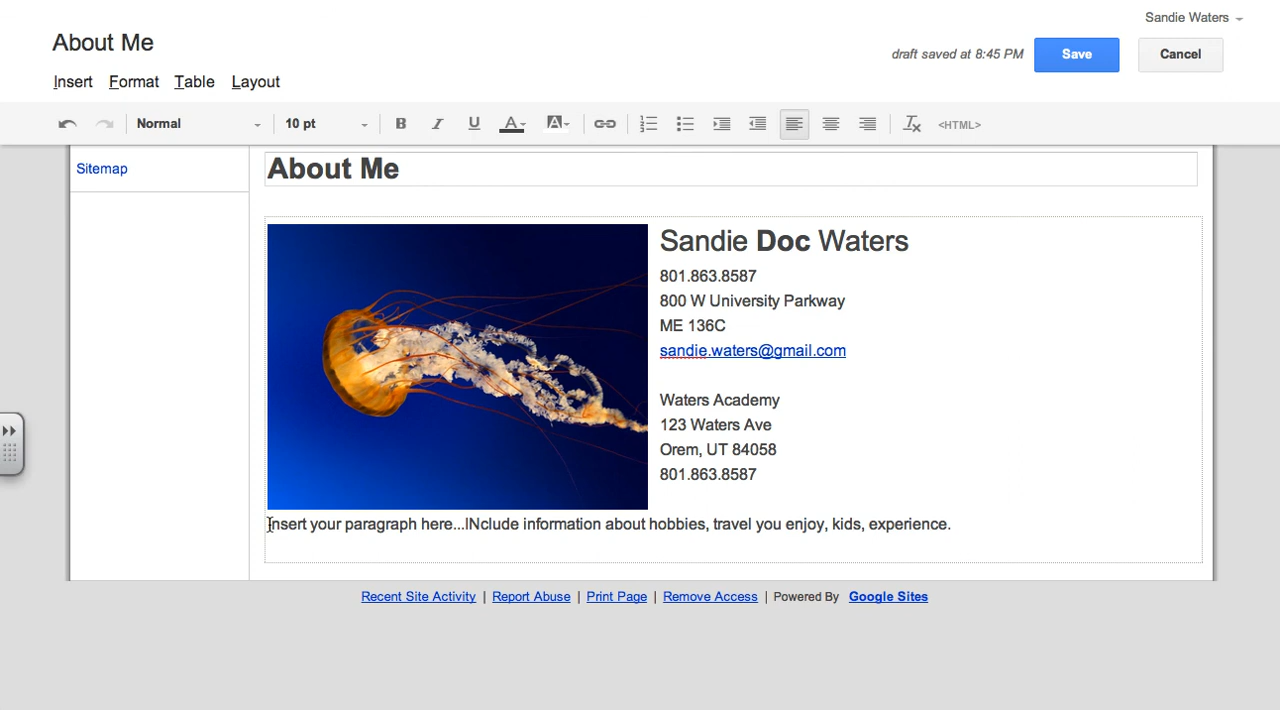 Sandie Waters
About Me
draft saved at 8:45 PM
Save
Cancel
Insert Format Table Layout
Normal 10 pt B I U A A <HTML>
Sitemap
About Me
Sandie Doc Waters
801.863.8587
800 W University Parkway
ME 136C
sandie.waters@gmail.com
Waters Academy
123 Waters Ave
Orem, UT 84058
801.863.8587
Insert your paragraph here...INclude information about hobbies, travel you enjoy, kids, experience.
Recent Site Activity | Report Abuse | Print Page | Remove Access | Powered By Google Sites